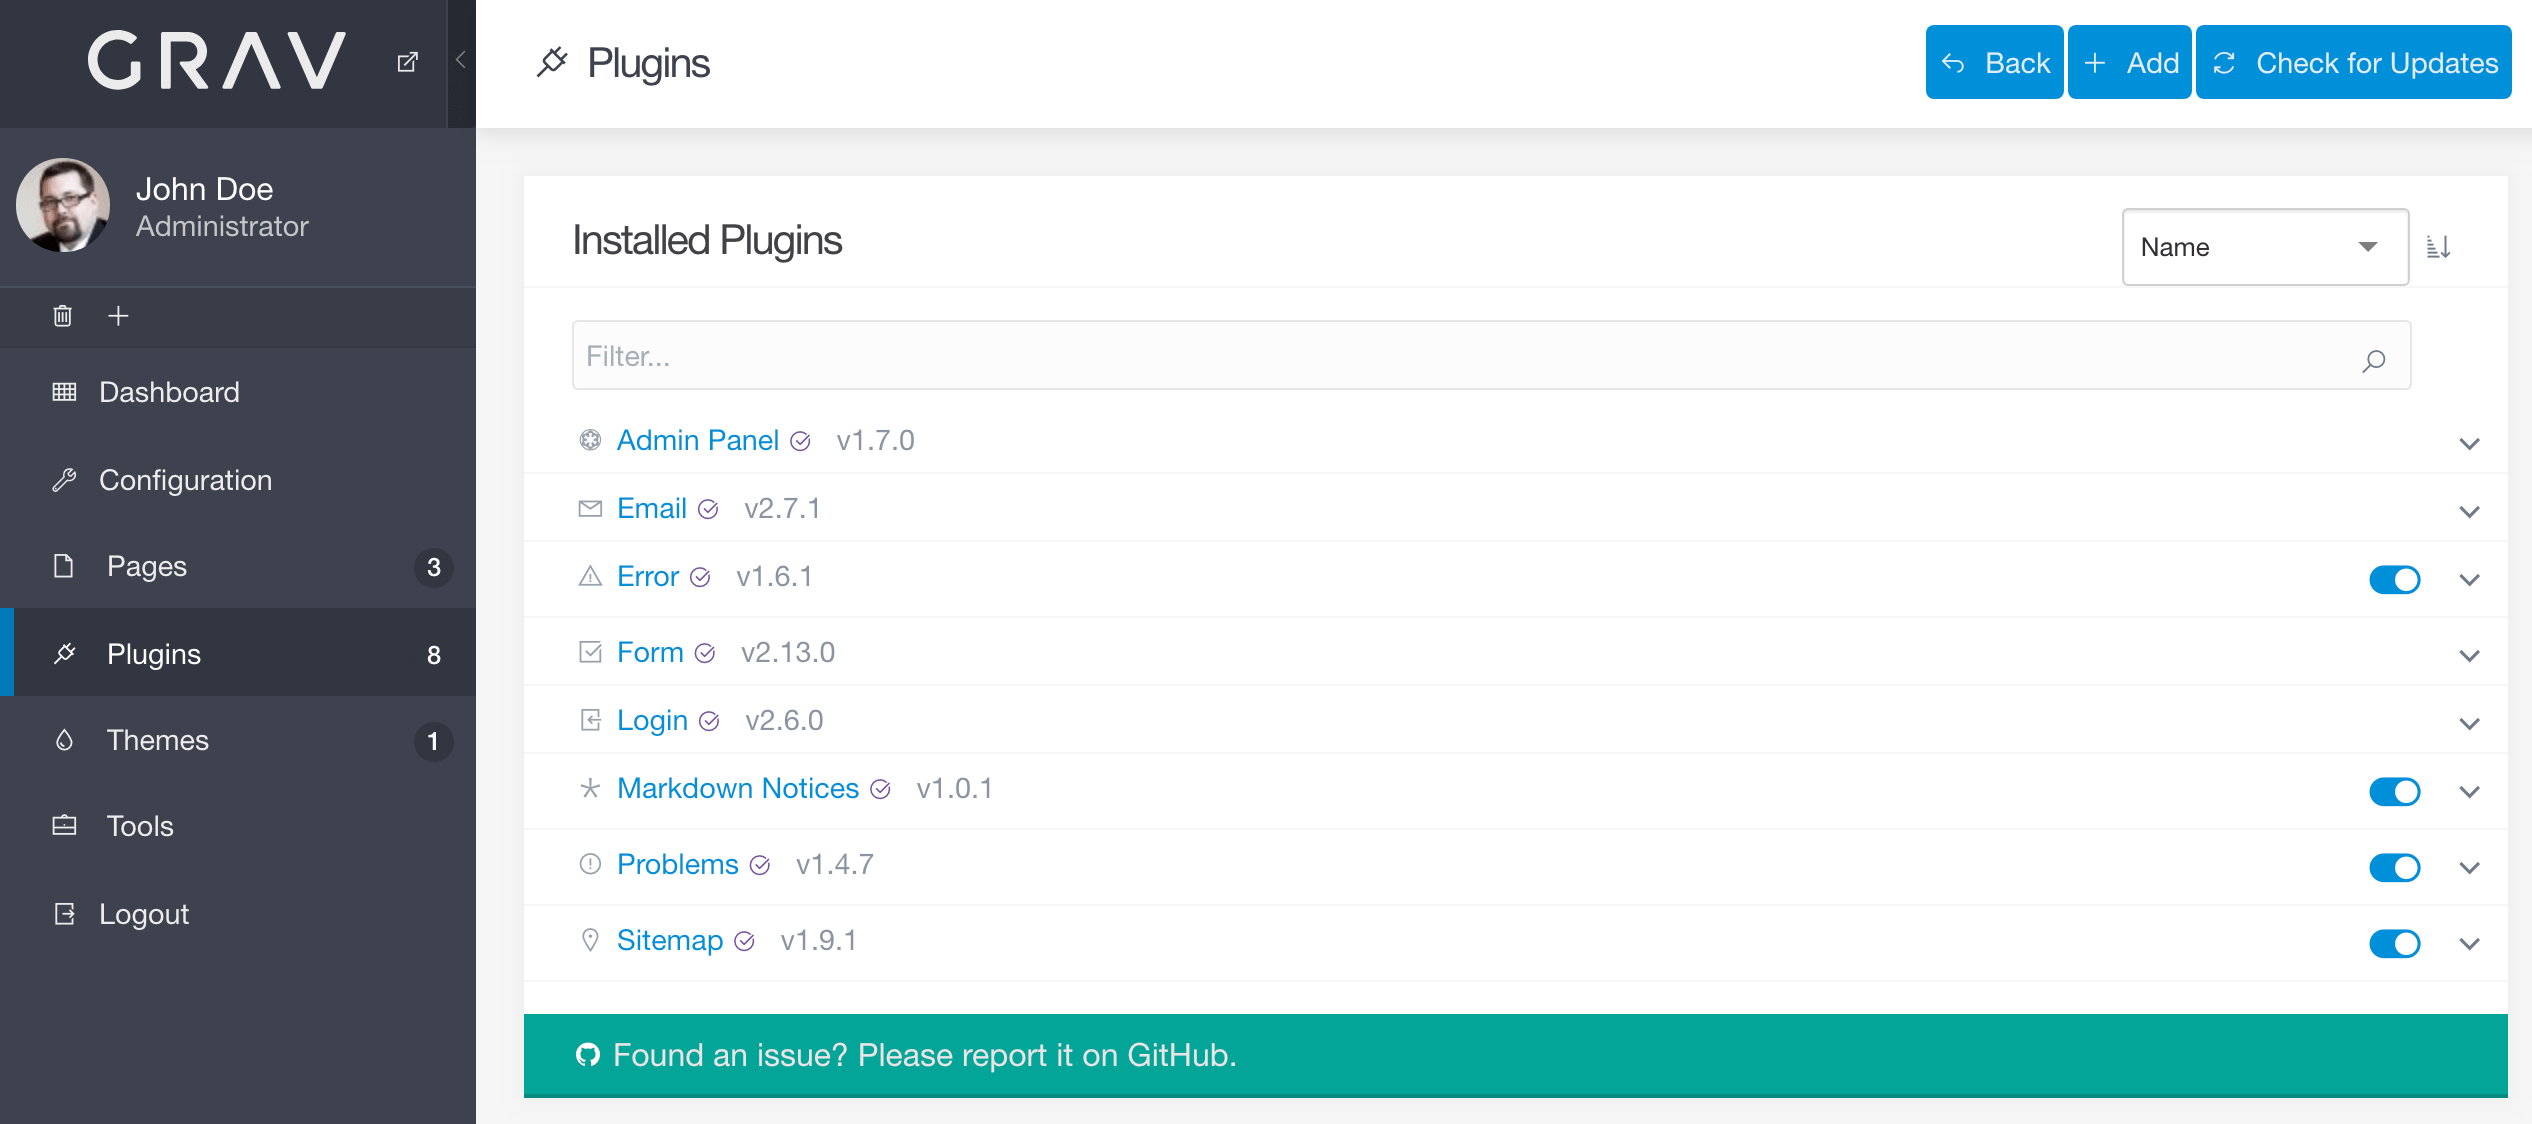 GRAV
John Doe
Administrator
Dashboard
Configuration
Pages 3
Plugins 8
Themes 1
Tools
Logout
Plugins
Back
Add
Check for Updates
Installed Plugins
Name
Filter...
Admin Panel v1.7.0
Email v2.7.1
Error v1.6.1
Form v2.13.0
Login v2.6.0
Markdown Notices v1.0.1
Problems v1.4.7
Sitemap v1.9.1
Found an issue? Please report it on GitHub.